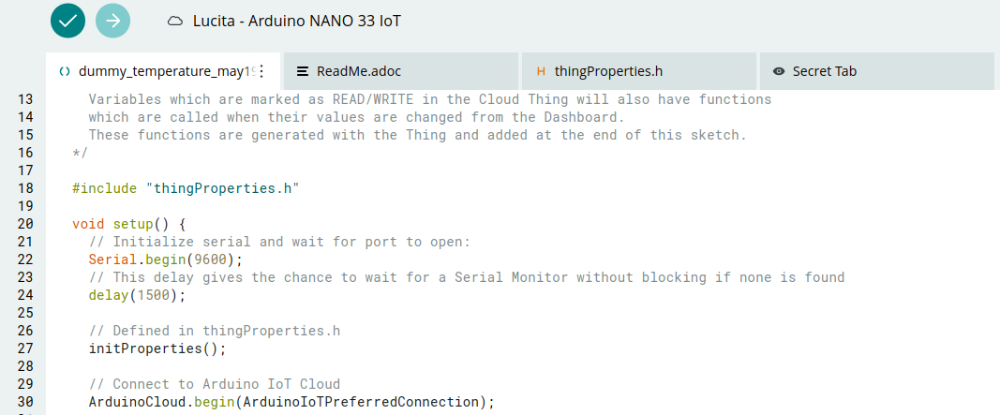 Lucita - Arduino NANO 33 IoT
dummy_temperature_may19 ReadMe.adoc thingProperties.h Secret Tab
13 Variables which are marked as READ/WRITE in the Cloud Thing will also have functions
14 which are called when their values are changed from the Dashboard.
15 These functions are generated with the Thing and added at the end of this sketch.
16 */
17
18 #include "thingProperties.h"
19
20 void setup() {
21 // Initialize serial and wait for port to open:
22 Serial.begin(9600);
23 // This delay gives the chance to wait for a Serial Monitor without blocking if none is found
24 delay(1500);
25
26 // Defined in thingProperties.h
27 initProperties();
28
29 // Connect to Arduino IoT Cloud
30 ArduinoCloud.begin(ArduinoIoTPreferredConnection);